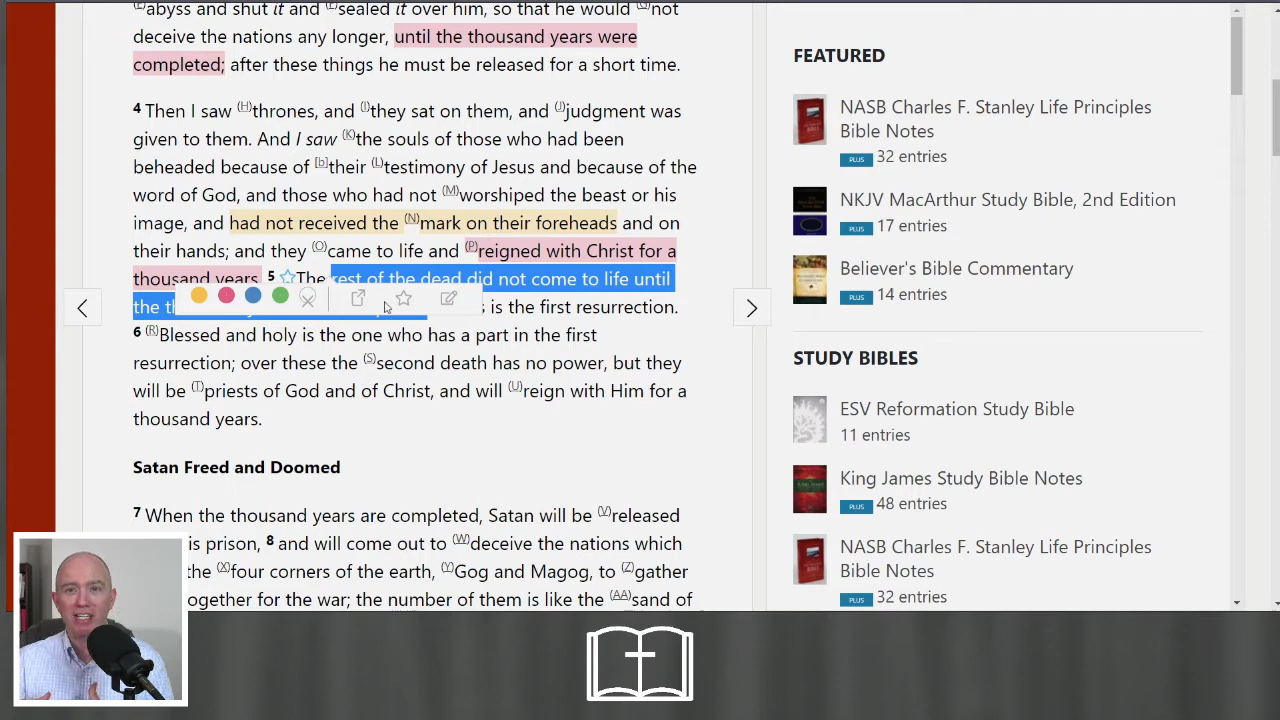 (E)abyss and shut it and (F)sealed it over him, so that he would (G)not
deceive the nations any longer, until the thousand years were
completed; after these things he must be released for a short time.
4 Then I saw (H)thrones, and (I)they sat on them, and (J)judgment was
given to them. And I saw (K)the souls of those who had been
beheaded because of [b]their (L)testimony of Jesus and because of the
word of God, and those who had not (M)worshiped the beast or his
image, and had not received the (N)mark on their foreheads and on
their hands; and they (O)came to life and (P)reigned with Christ for a
thousand years. 5 The rest of the dead did not come to life until
the is the first resurrection.
6 (R)Blessed and holy is the one who has a part in the first
resurrection; over these the (S)second death has no power, but they
will be (T)priests of God and of Christ, and will (U)reign with Him for a
thousand years.
Satan Freed and Doomed
7 When the thousand years are completed, Satan will be (V)released
is prison, 8 and will come out to (W)deceive the nations which
the (X)four corners of the earth, (Y)Gog and Magog, to (Z)gather
together for the war; the number of them is like the (AA)sand of
FEATURED
NASB Charles F. Stanley Life Principles
Bible Notes
PLUS 32 entries
NKJV MacArthur Study Bible, 2nd Edition
PLUS 17 entries
Believer's Bible Commentary
PLUS 14 entries
STUDY BIBLES
ESV Reformation Study Bible
11 entries
King James Study Bible Notes
PLUS 48 entries
NASB Charles F. Stanley Life Principles
Bible Notes
PLUS 32 entries